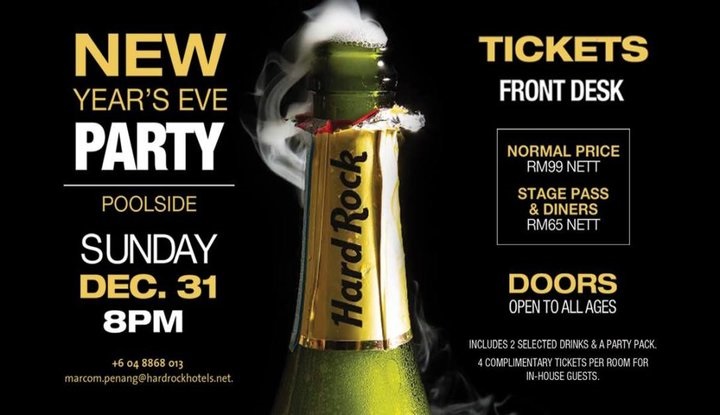 NEW
YEAR'S EVE
PARTY
POOLSIDE
SUNDAY
DEC. 31
8PM
+6 04 8868 013
marcom.penang@hardrockhotels.net.
Hard Rock
TICKETS
FRONT DESK
NORMAL PRICE
RM99 NETT
STAGE PASS
& DINERS
RM65 NETT
DOORS
OPEN TO ALL AGES
INCLUDES 2 SELECTED DRINKS & A PARTY PACK.
4 COMPLIMENTARY TICKETS PER ROOM FOR
IN-HOUSE GUESTS.